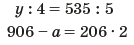 y : 4 = 535 : 5
906 − a = 206 · 2